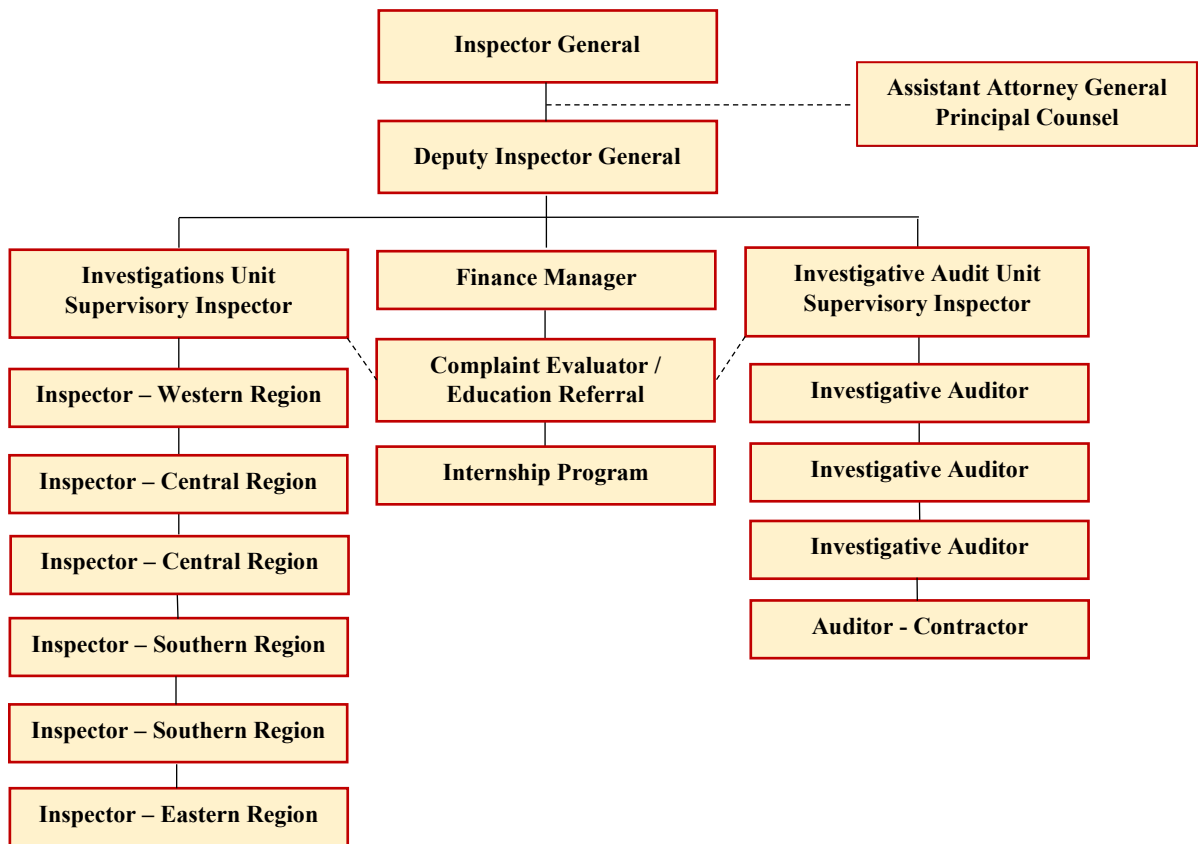 Inspector General
Assistant Attorney General
Principal Counsel
Deputy Inspector General
Investigations Unit
Supervisory Inspector
Finance Manager
Investigative Audit Unit
Supervisory Inspector
Complaint Evaluator /
Education Referral
Inspector – Western Region
Investigative Auditor
Inspector – Central Region
Internship Program
Investigative Auditor
Inspector – Central Region
Investigative Auditor
Inspector – Southern Region
Auditor - Contractor
Inspector – Southern Region
Inspector – Eastern Region